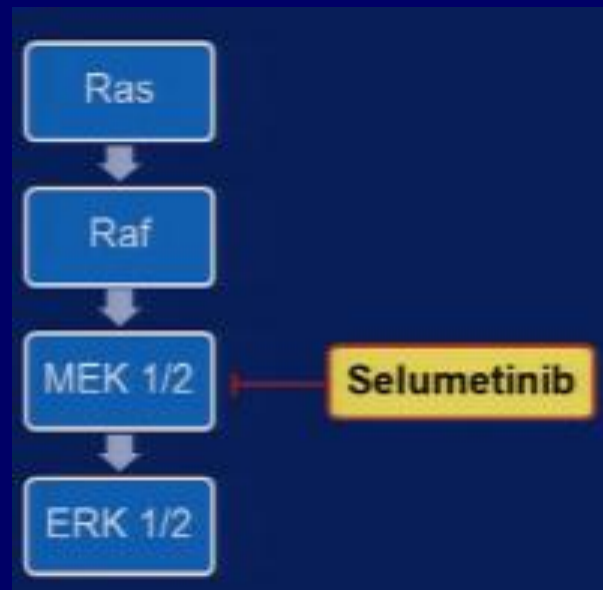 Ras
Raf
MEK 1/2
Selumetinib
ERK 1/2